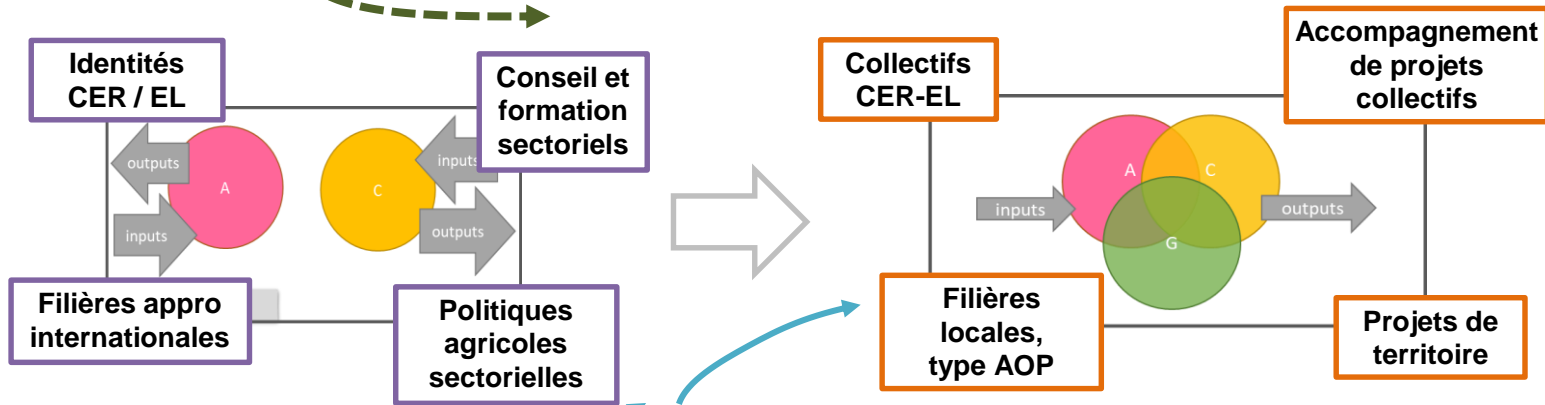 Identités
CER / EL
Conseil et
formation
sectoriels
outputs
A
inputs
C
inputs
outputs
Filières appro
internationales
Politiques
agricoles
sectorielles
Collectifs
CER-EL
Accompagnement
de projets
collectifs
inputs
A
C
G
outputs
Filières
locales,
type AOP
Projets de
territoire